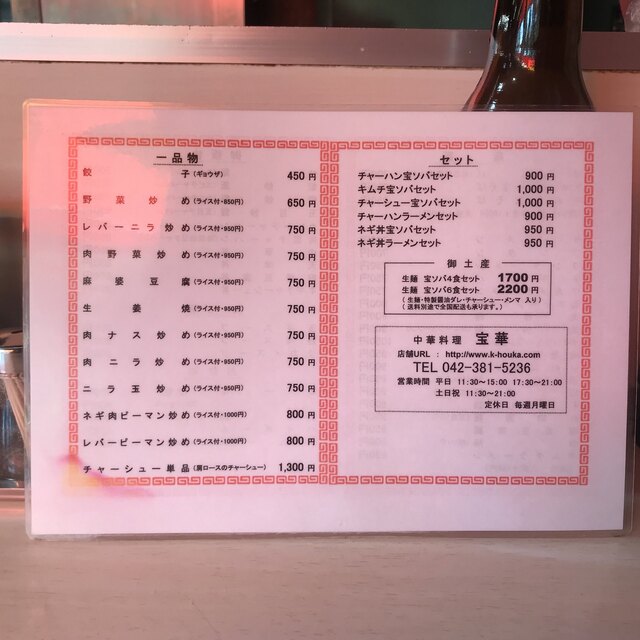 一品物
餃子(ギョウザ) 450円
野菜炒め(ライス付・850円) 650円
レバーニラ炒め(ライス付・950円) 750円
肉野菜炒め(ライス付・950円) 750円
麻婆豆腐(ライス付・950円) 750円
生姜焼(ライス付・950円) 750円
肉ナス炒め(ライス付・950円) 750円
肉ニラ炒め(ライス付・950円) 750円
ニラ玉炒め(ライス付・950円) 750円
ネギ肉ピーマン炒め(ライス付・1000円) 800円
レバーピーマン炒め(ライス付・1000円) 800円
チャーシュー単品(肩ロースのチャーシュー) 1,300円
セット
チャーハン宝ソバセット 900円
キムチ宝ソバセット 1,000円
チャーシュー宝ソバセット 1,000円
チャーハンラーメンセット 900円
ネギ丼宝ソバセット 950円
ネギ丼ラーメンセット 950円
御土産
生麺 宝ソバ4食セット 1700円
生麺 宝ソバ6食セット 2200円
(生麺・特製醤油ダレ・チャーシュー・メンマ 入り)
(送料別途で全国配送も承ります。)
中華料理 宝華
店舗URL : http://www.k-houka.com
TEL 042-381-5236
営業時間 平日 11:30~15:00 17:30~21:00
土日祝 11:30~21:00
定休日 毎週月曜日